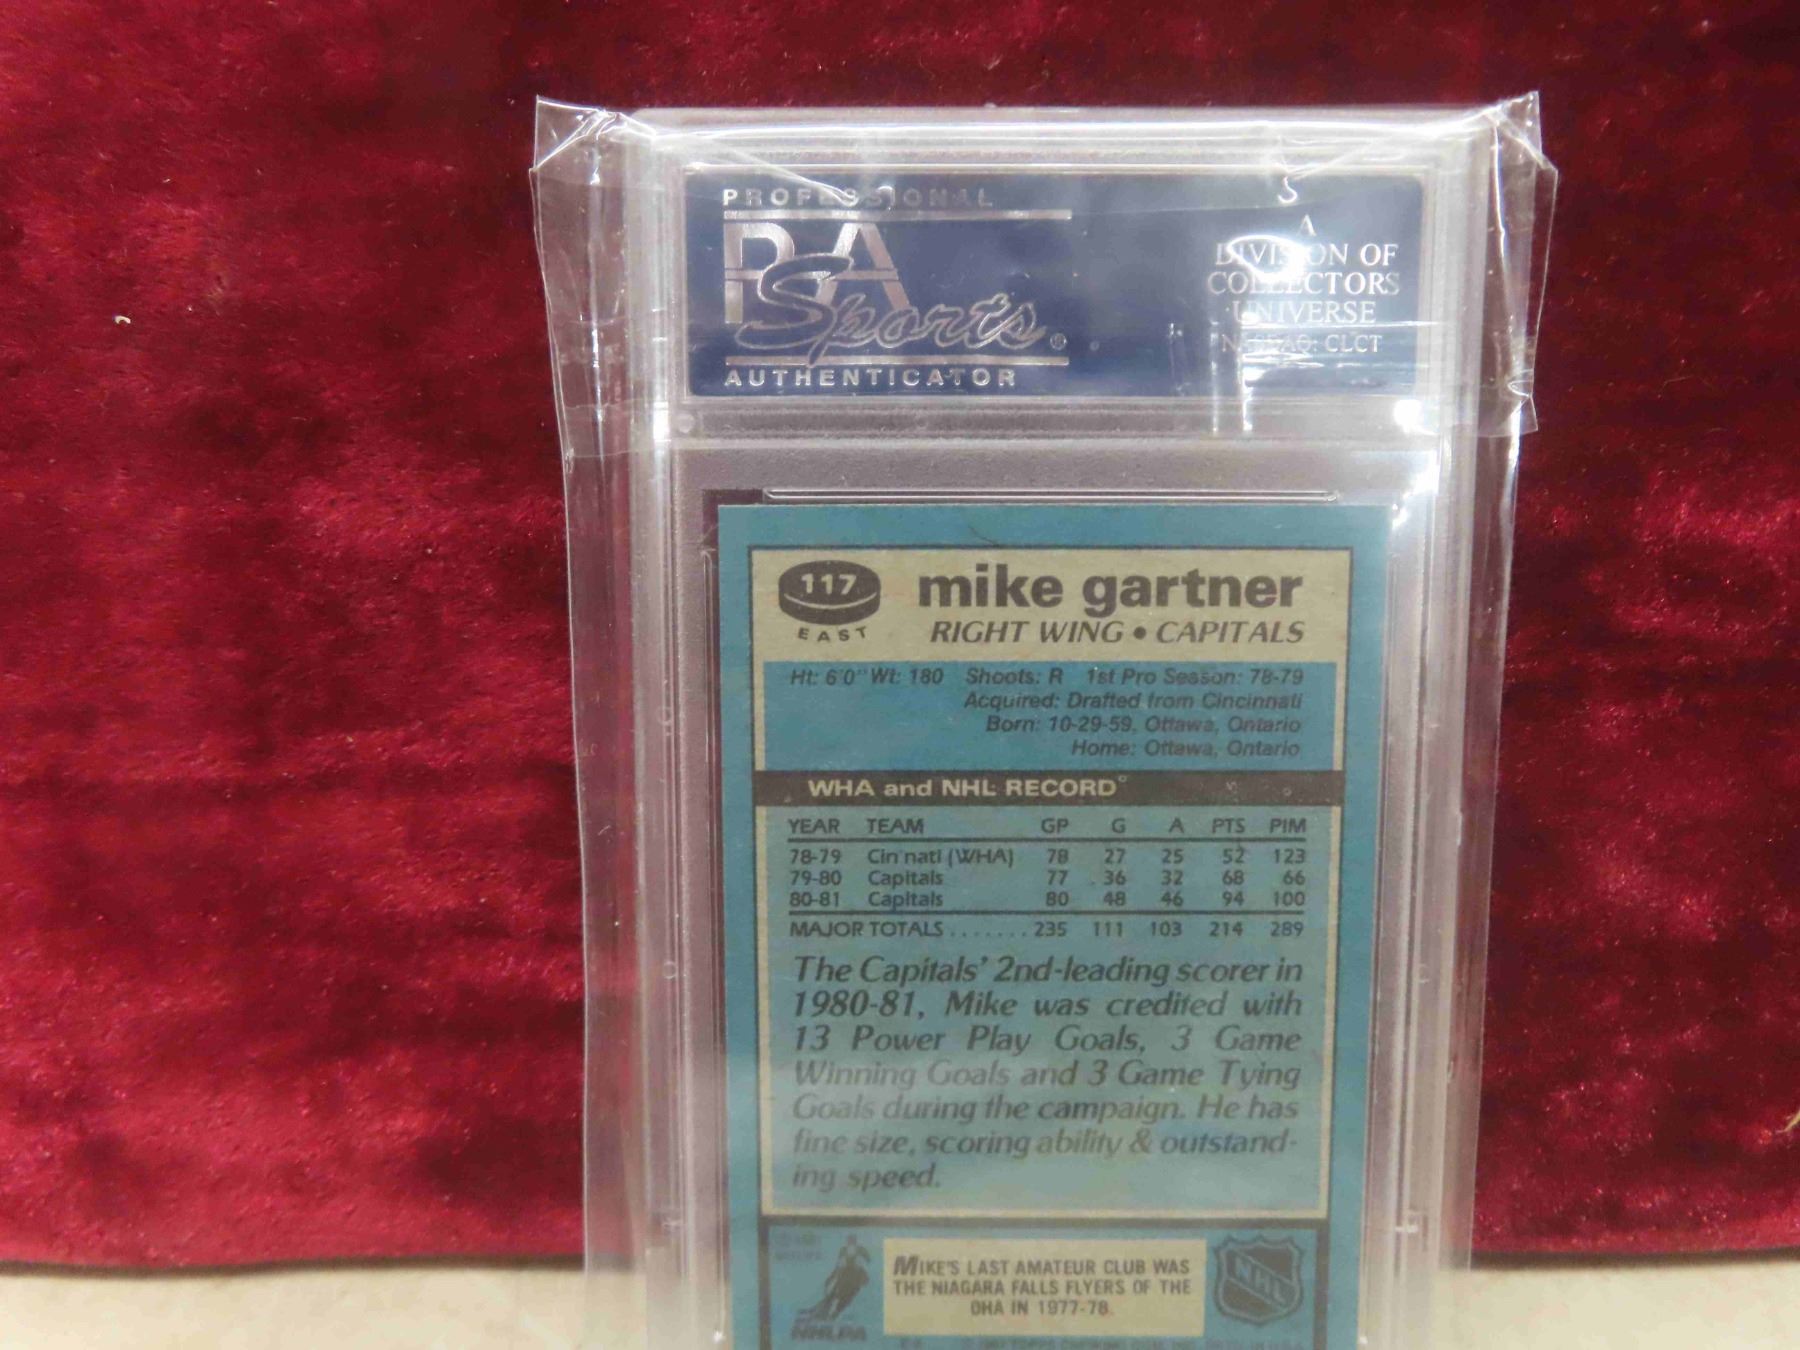 PROFESSIONAL
PSA
Sports®
AUTHENTICATOR
A
DIVISION OF
COLLECTORS
UNIVERSE
NASDAQ: CLCT
117
EAST
mike gartner
RIGHT WING • CAPITALS
Ht: 6'0" Wt: 180 Shoots: R 1st Pro Season: 78-79
Acquired: Drafted from Cincinnati
Born: 10-29-59, Ottawa, Ontario
Home: Ottawa, Ontario
WHA and NHL RECORD
YEAR TEAM GP G A PTS PIM
78-79 Cin'nati (WHA) 78 27 25 52 123
79-80 Capitals 77 36 32 68 66
80-81 Capitals 80 48 46 94 100
MAJOR TOTALS ....... 235 111 103 214 289
The Capitals' 2nd-leading scorer in
1980-81, Mike was credited with
13 Power Play Goals, 3 Game
Winning Goals and 3 Game Tying
Goals during the campaign. He has
fine size, scoring ability & outstand-
ing speed.
MIKE'S LAST AMATEUR CLUB WAS
THE NIAGARA FALLS FLYERS OF THE
OHA IN 1977-78.
NHL
NHLPA